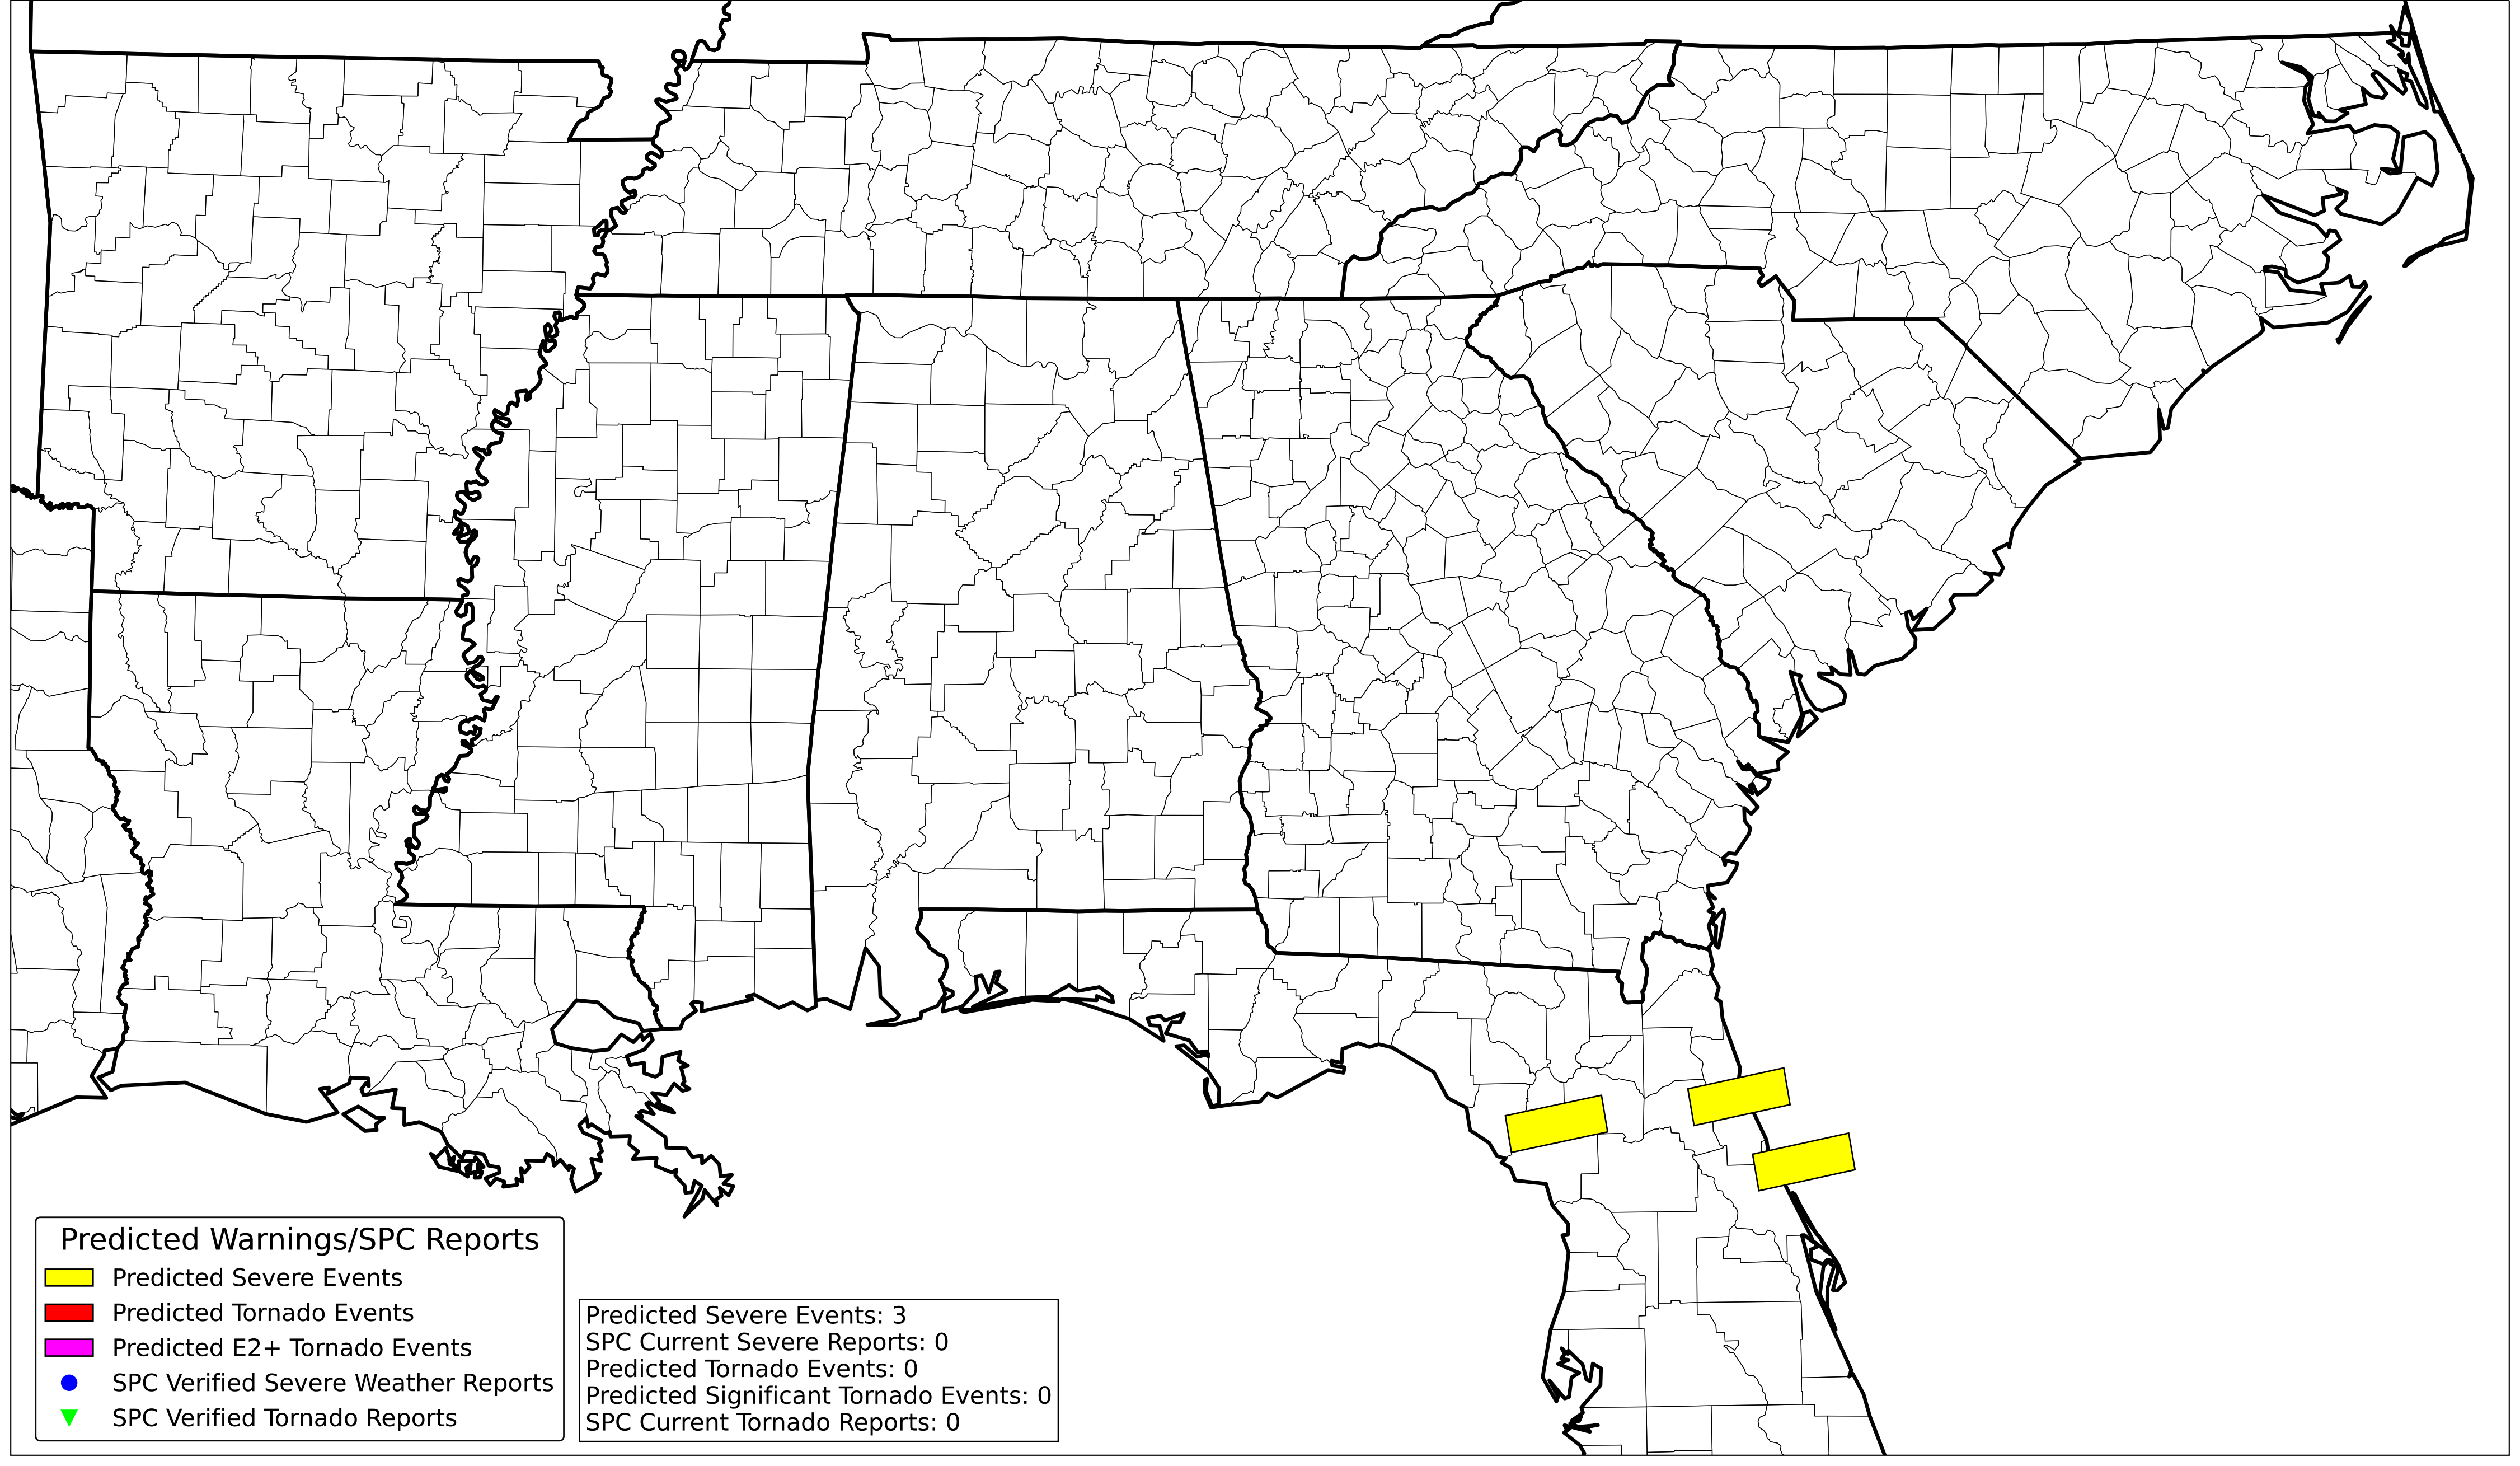 Predicted Warnings/SPC Reports
Predicted Severe Events
Predicted Tornado Events
Predicted E2+ Tornado Events
SPC Verified Severe Weather Reports
SPC Verified Tornado Reports
Predicted Severe Events: 3
SPC Current Severe Reports: 0
Predicted Tornado Events: 0
Predicted Significant Tornado Events: 0
SPC Current Tornado Reports: 0